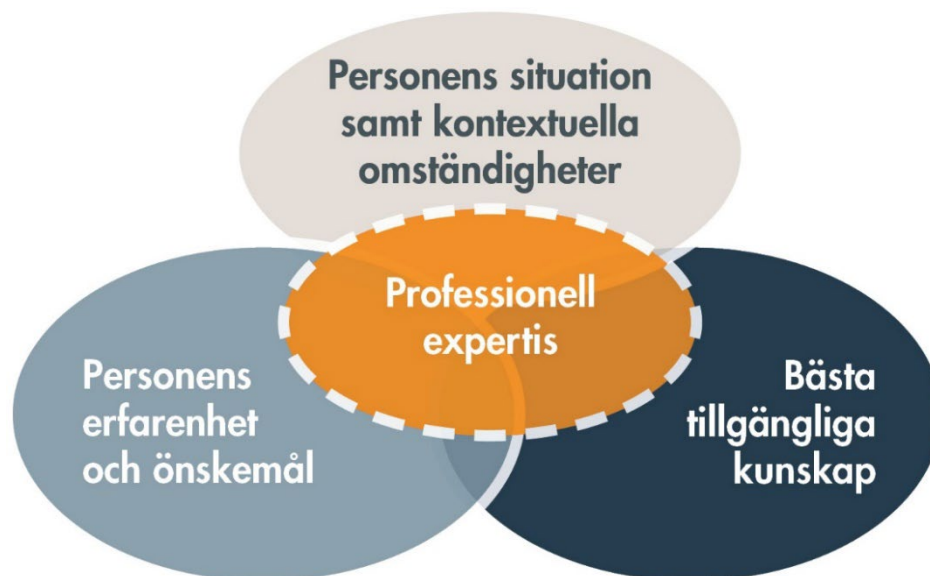 Personens situation
samt kontextuella
omständigheter
Professionell
expertis
Personens
erfarenhet
och önskemål
Bästa
tillgängliga
kunskap